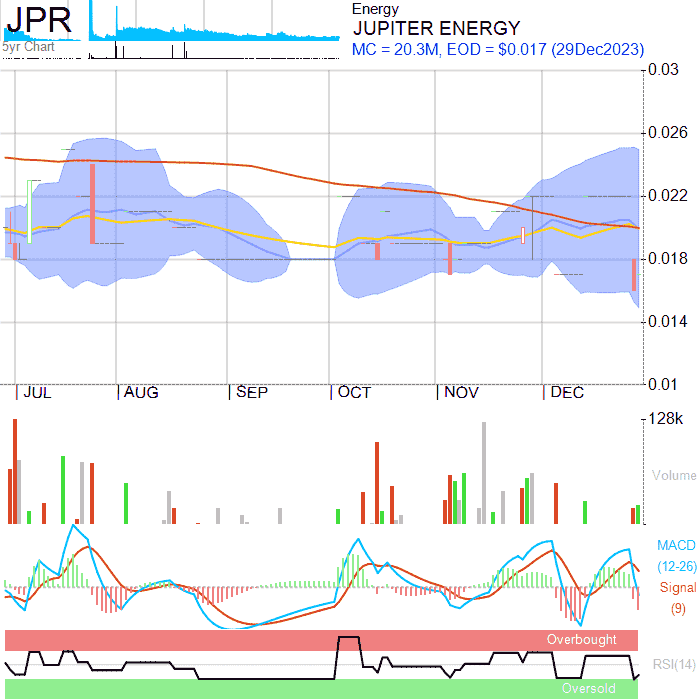 JPR
5yr Chart
Energy
JUPITER ENERGY
MC = 20.3M, EOD = $0.017 (29Dec2023)
0.03
0.026
0.022
0.018
0.014
0.01
JUL AUG SEP OCT NOV DEC
128k
Volume
MACD
(12-26)
Signal
(9)
Overbought
RSI(14)
Oversold